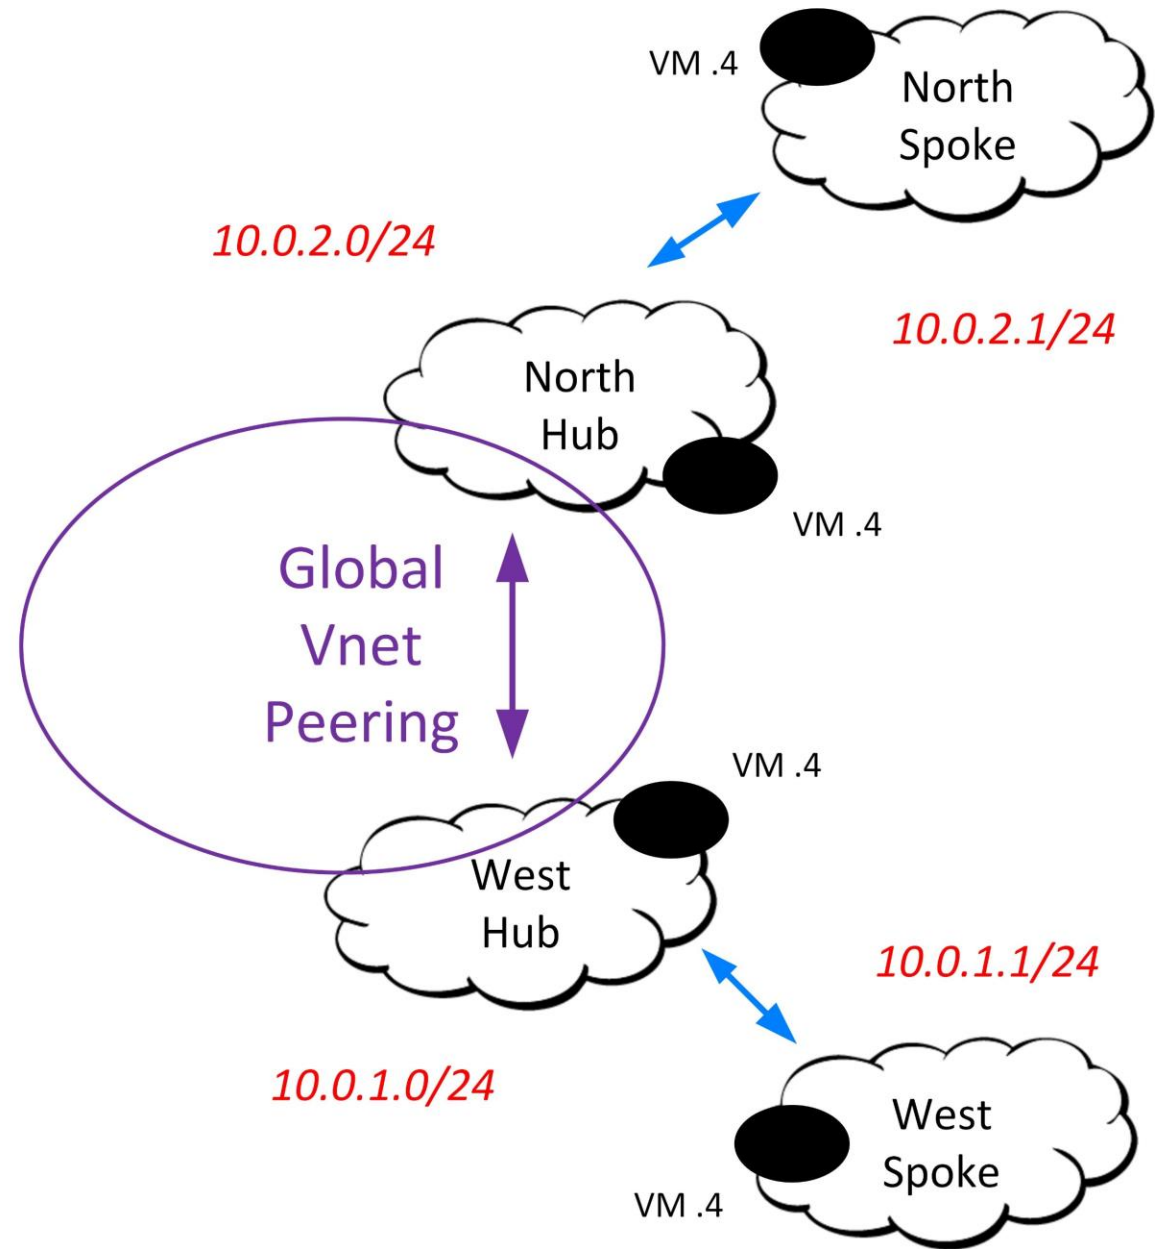 VM .4
North
Spoke
10.0.2.0/24
10.0.2.1/24
North
Hub
VM .4
Global
Vnet
Peering
VM .4
West
Hub
10.0.1.1/24
10.0.1.0/24
West
Spoke
VM .4